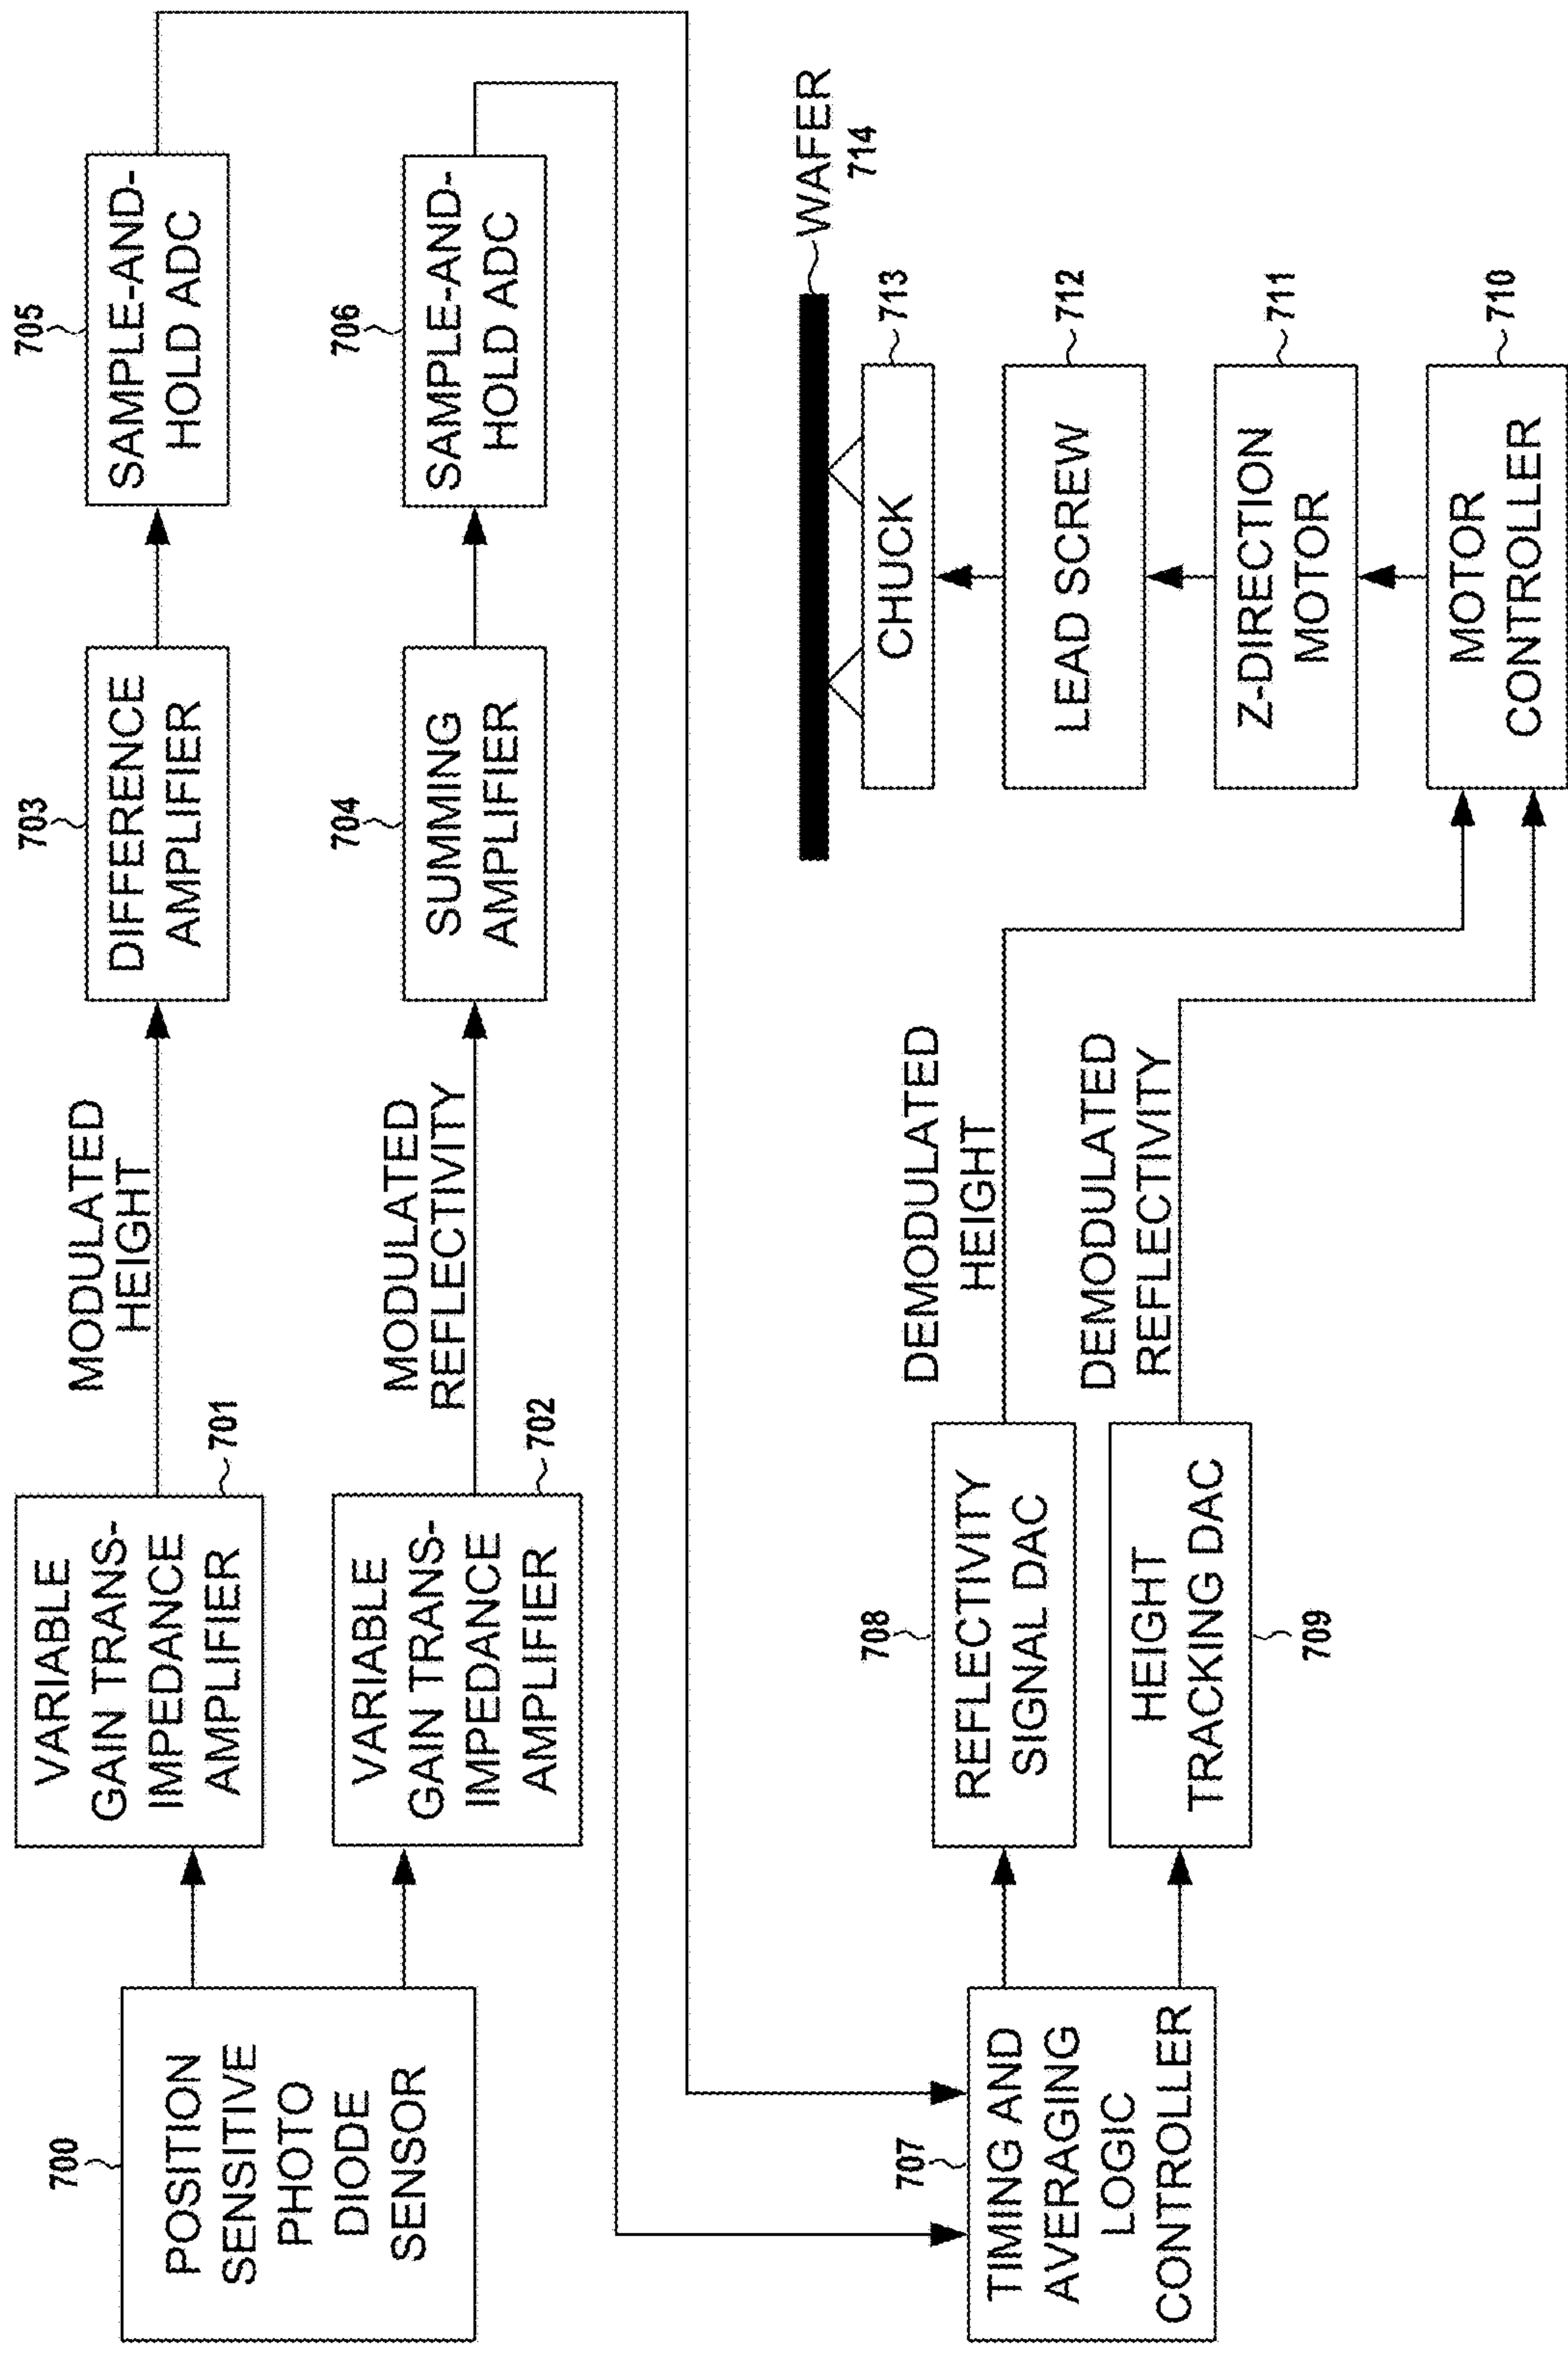 700
POSITION
SENSITIVE
PHOTO
DIODE
SENSOR
VARIABLE
GAIN TRANS-
IMPEDANCE
AMPLIFIER
701
MODULATED
HEIGHT
703
DIFFERENCE
AMPLIFIER
705
SAMPLE-AND-
HOLD ADC
VARIABLE
GAIN TRANS-
IMPEDANCE
AMPLIFIER
702
MODULATED
REFLECTIVITY
704
SUMMING
AMPLIFIER
706
SAMPLE-AND-
HOLD ADC
707
TIMING AND
AVERAGING
LOGIC
CONTROLLER
708
REFLECTIVITY
SIGNAL DAC
HEIGHT
TRACKING DAC
709
DEMODULATED
HEIGHT
DEMODULATED
REFLECTIVITY
WAFER
714
CHUCK
713
LEAD SCREW
712
Z-DIRECTION
MOTOR
711
MOTOR
CONTROLLER
710